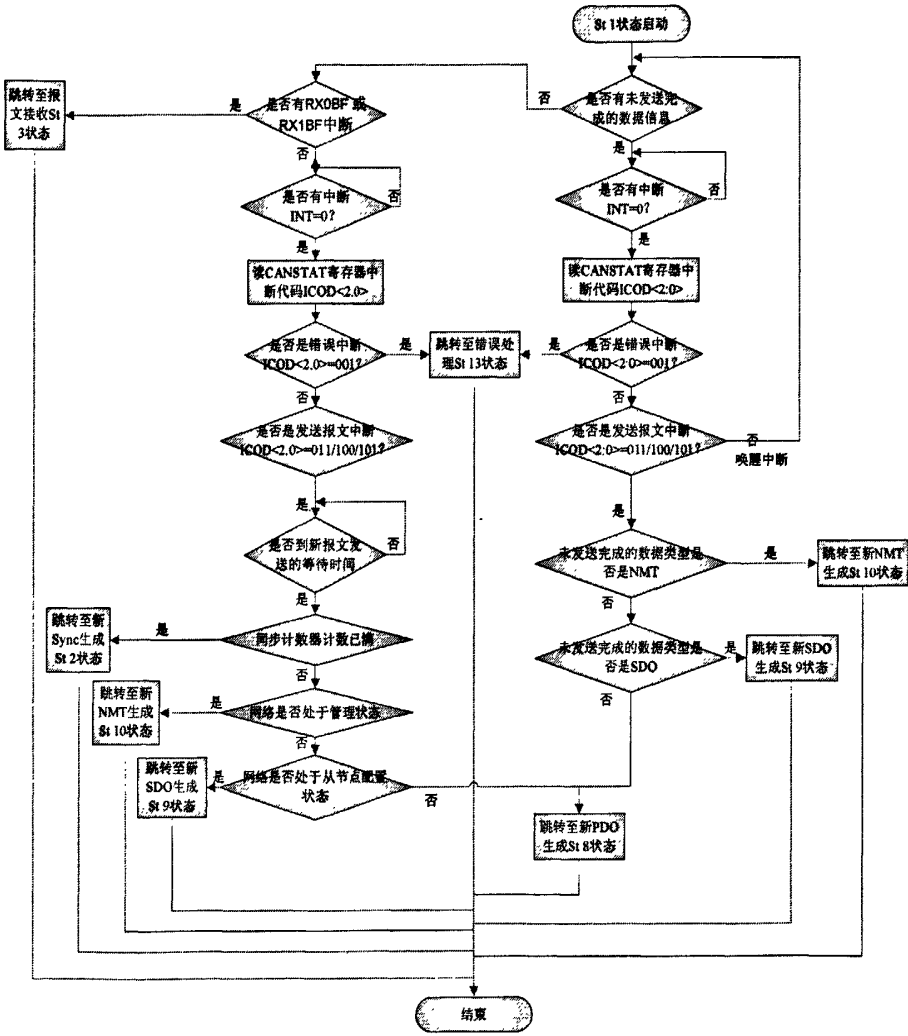 St 1状态启动
是否有未发送完
成的数据信息
否
是
是否有RX0BF 或
RX1BF中断
是
否
跳转至报
文接收St
3状态
是否有中断
INT=0?
否
是
读CANSTAT寄存器中
断代码ICOD<2.0>
是否是错误中断
ICOD<2.0>=001?
是
否
跳转至错误处
理St 13状态
是否是发送报文中断
ICOD<2.0>=011/100/101?
是
是否到新报文发
送的等待时间
否
是
同步计数器计数已满
是
否
跳转至新
Sync生成
St 2状态
网络是否处于管理状态
是
否
跳转至新
NMT生成
St 10状态
网络是否处于从节点配置
状态
是
否
跳转至新
SDO生成
St 9状态
是否有中断
INT=0?
否
是
读CANSTAT寄存器中
断代码ICOD<2:0>
是否是错误中断
ICOD<2:0>=001?
是
否
是否是发送报文中断
ICOD<2:0>=011/100/101?
否
唤醒中断
是
未发送完成的数据类型是
否是NMT
是
否
跳转至新NMT
生成St 10状态
未发送完成的数据类型是
否是SDO
是
否
跳转至新SDO
生成St 9状态
跳转至新PDO
生成St 8状态
结束